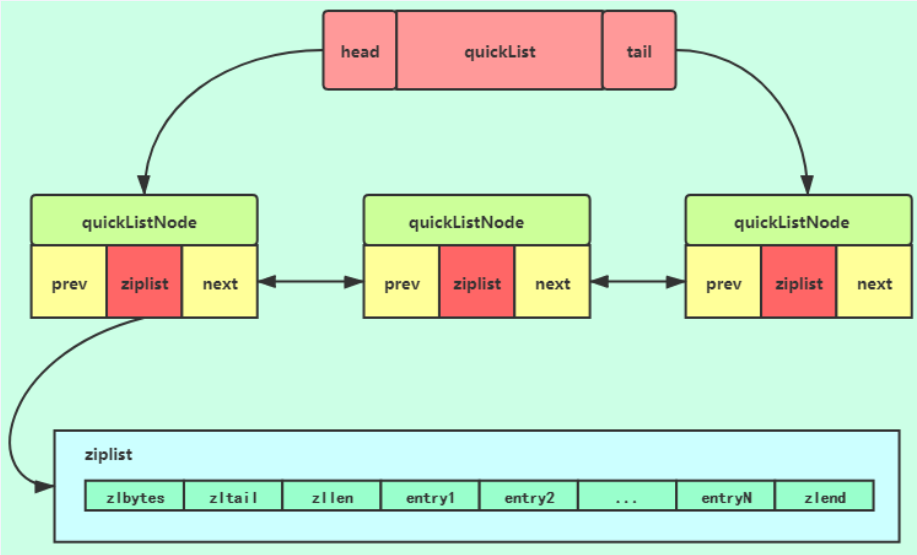 head quickList tail
quickListNode quickListNode quickListNode
prev ziplist next prev ziplist next prev ziplist next
ziplist
zlbytes zltail zllen entry1 entry2 ... entryN zlend